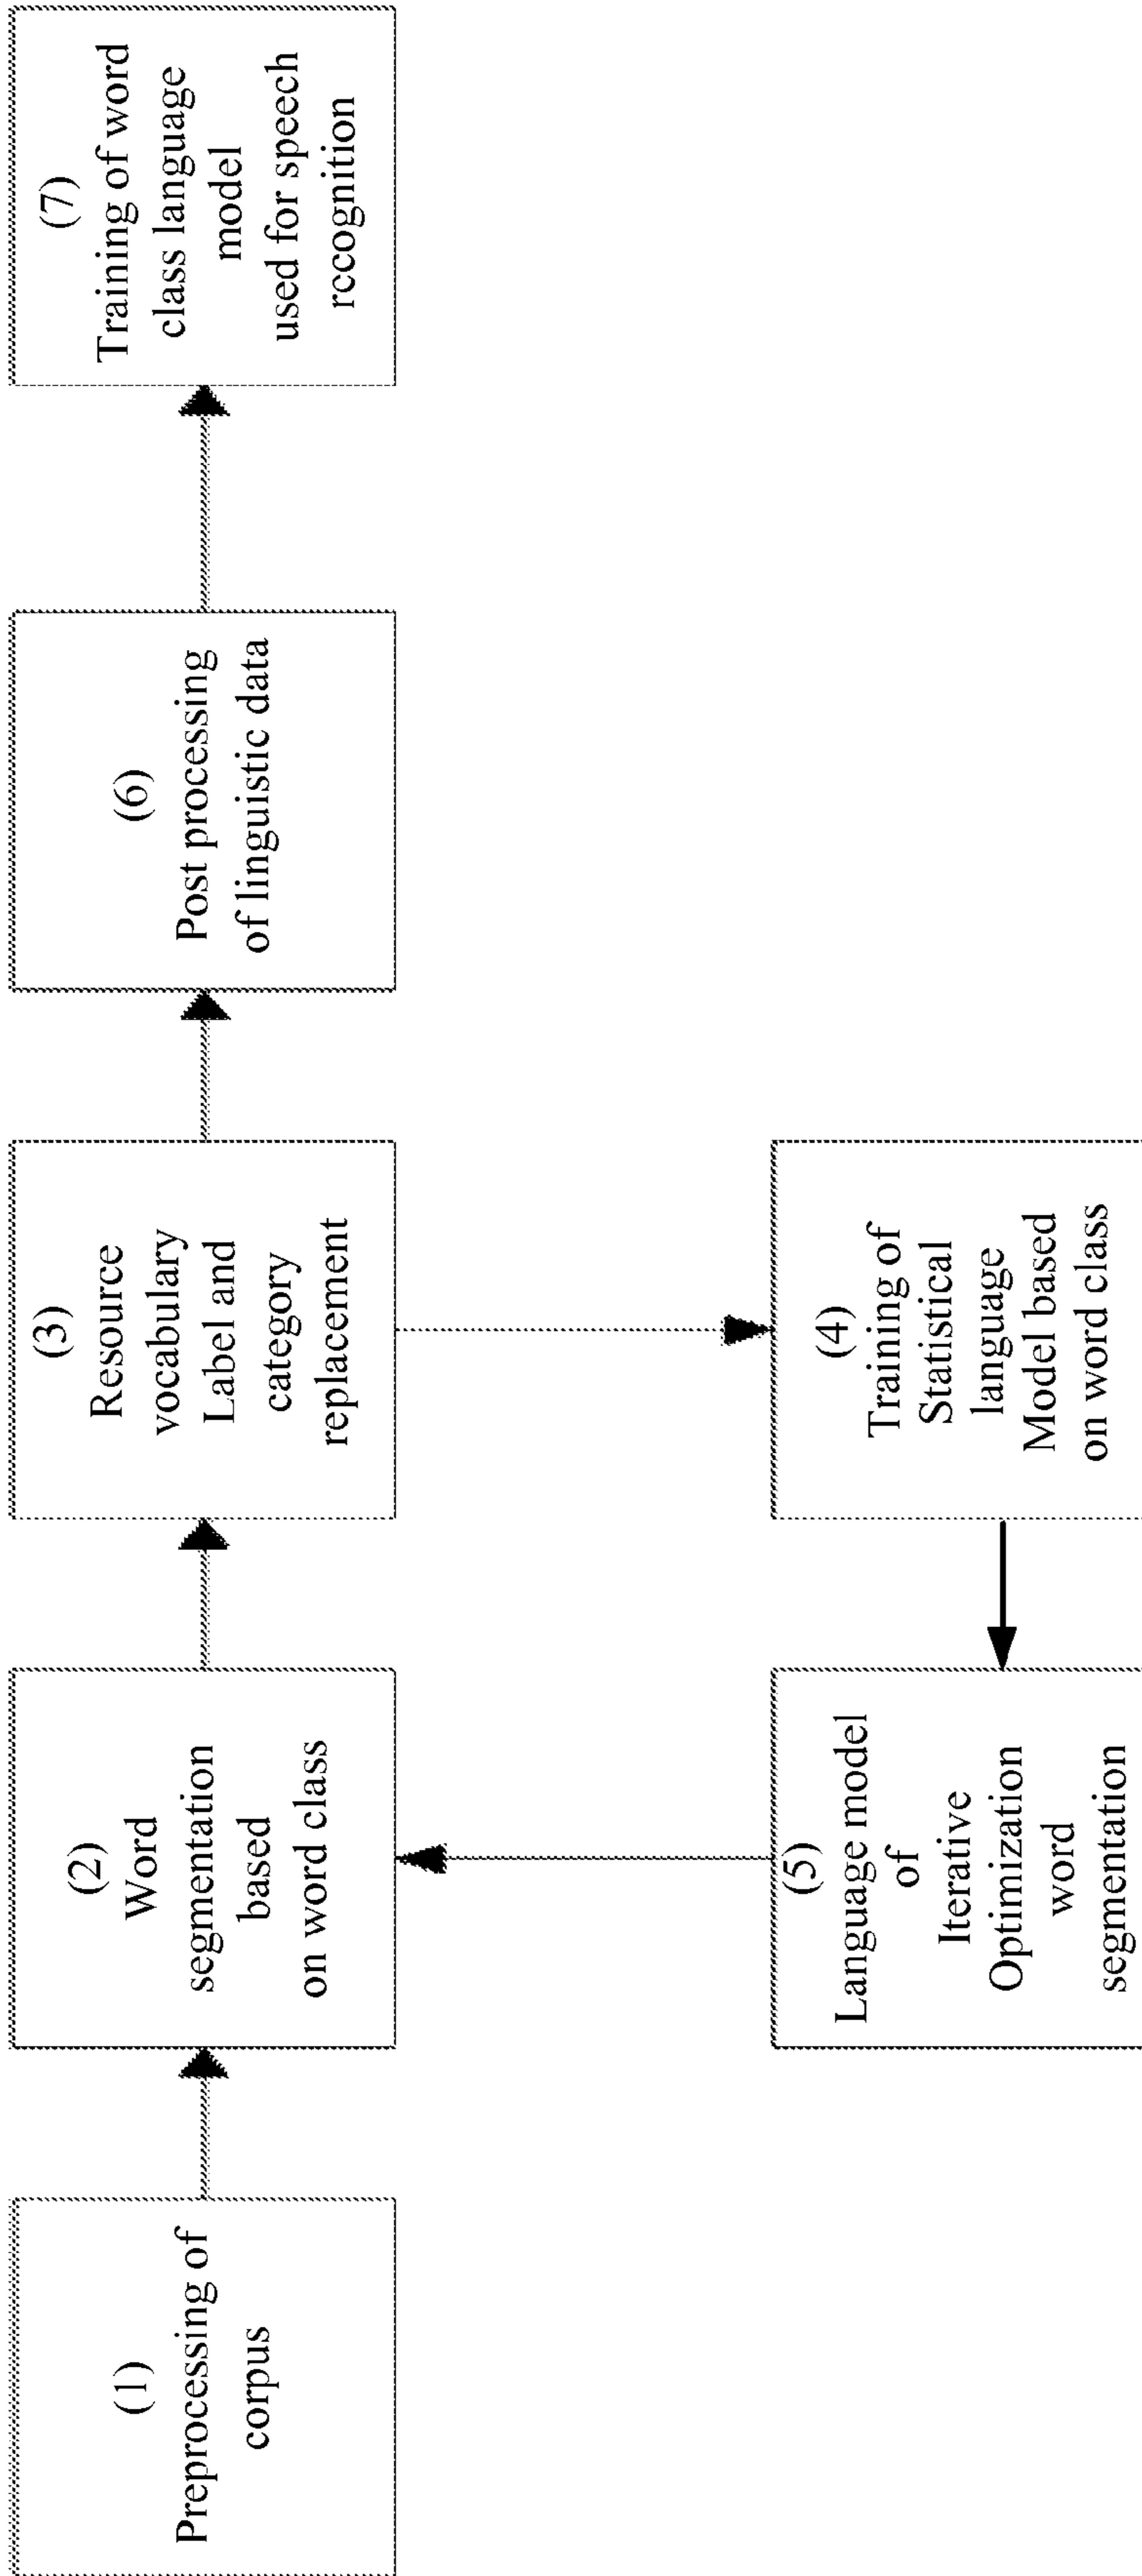 (1)
Preprocessing of
corpus
(2)
Word
segmentation
based
on word class
(3)
Resource
vocabulary
Label and
category
replacement
(6)
Post processing
of linguistic data
(7)
Training of word
class language
model
used for speech
rccognition
(5)
Language model
of
Iterative
Optimization
word
segmentation
(4)
Training of
Statistical
language
Model based
on word class